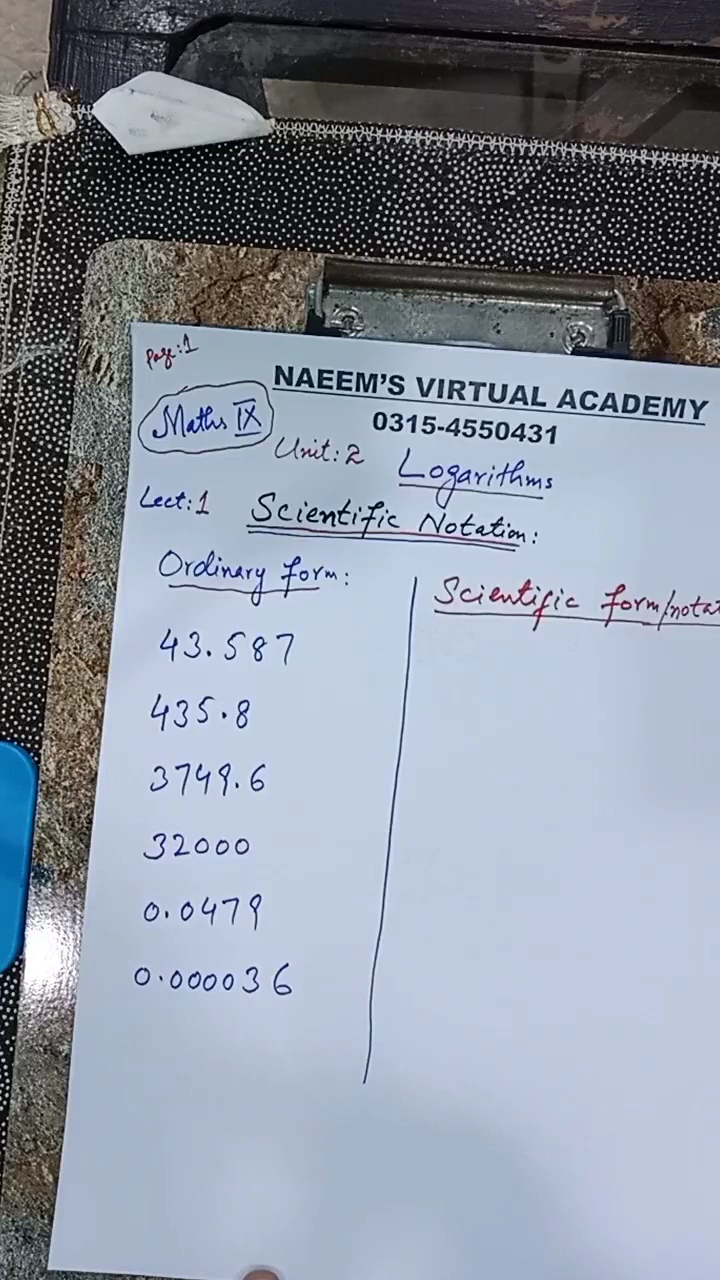 Page:1
NAEEM'S VIRTUAL ACADEMY
Maths IX
0315-4550431
Unit:2 Logarithms
Lect:1 Scientific Notation:
Ordinary form:
Scientific form/nota
43.587
435.8
3749.6
32000
0.0479
0.000036